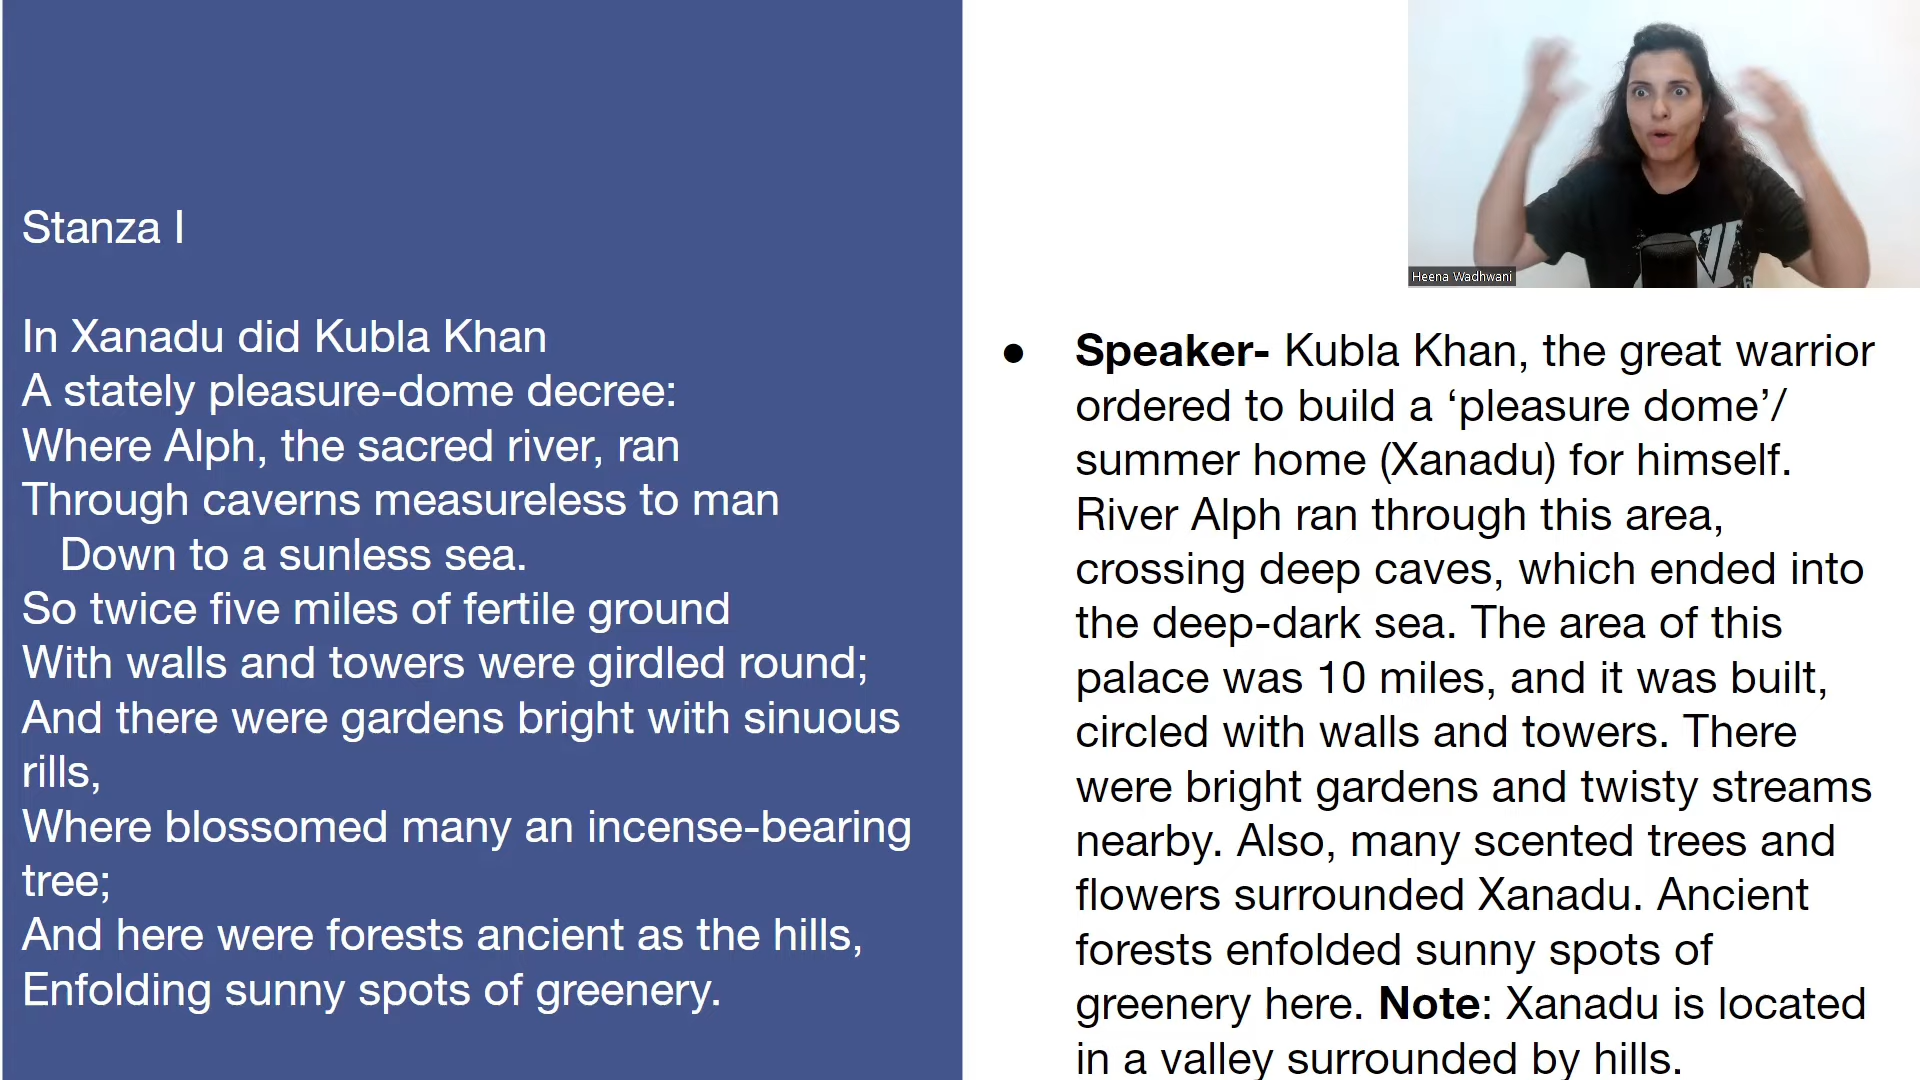 Stanza I
In Xanadu did Kubla Khan
A stately pleasure-dome decree:
Where Alph, the sacred river, ran
Through caverns measureless to man
Down to a sunless sea.
So twice five miles of fertile ground
With walls and towers were girdled round;
And there were gardens bright with sinuous
rills,
Where blossomed many an incense-bearing
tree;
And here were forests ancient as the hills,
Enfolding sunny spots of greenery.
Heena Wadhwani
● Speaker- Kubla Khan, the great warrior
ordered to build a ‘pleasure dome’/
summer home (Xanadu) for himself.
River Alph ran through this area,
crossing deep caves, which ended into
the deep-dark sea. The area of this
palace was 10 miles, and it was built,
circled with walls and towers. There
were bright gardens and twisty streams
nearby. Also, many scented trees and
flowers surrounded Xanadu. Ancient
forests enfolded sunny spots of
greenery here. Note: Xanadu is located
in a valley surrounded by hills.